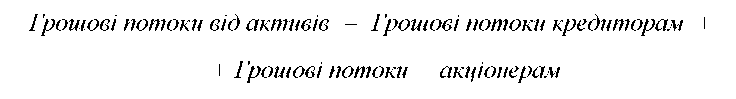 Грошові потоки від активів – Грошові потоки кредиторам +
+ Грошові потоки акціонерам